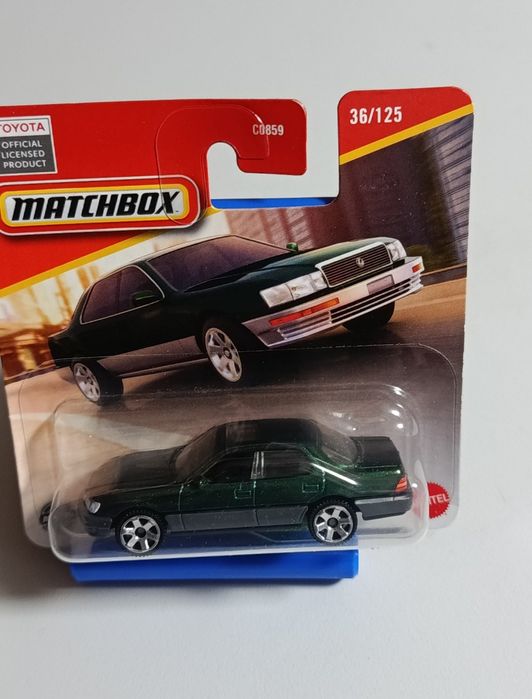 TOYOTA
OFFICIAL
LICENSED
PRODUCT
C0859
36/125
MATCHBOX